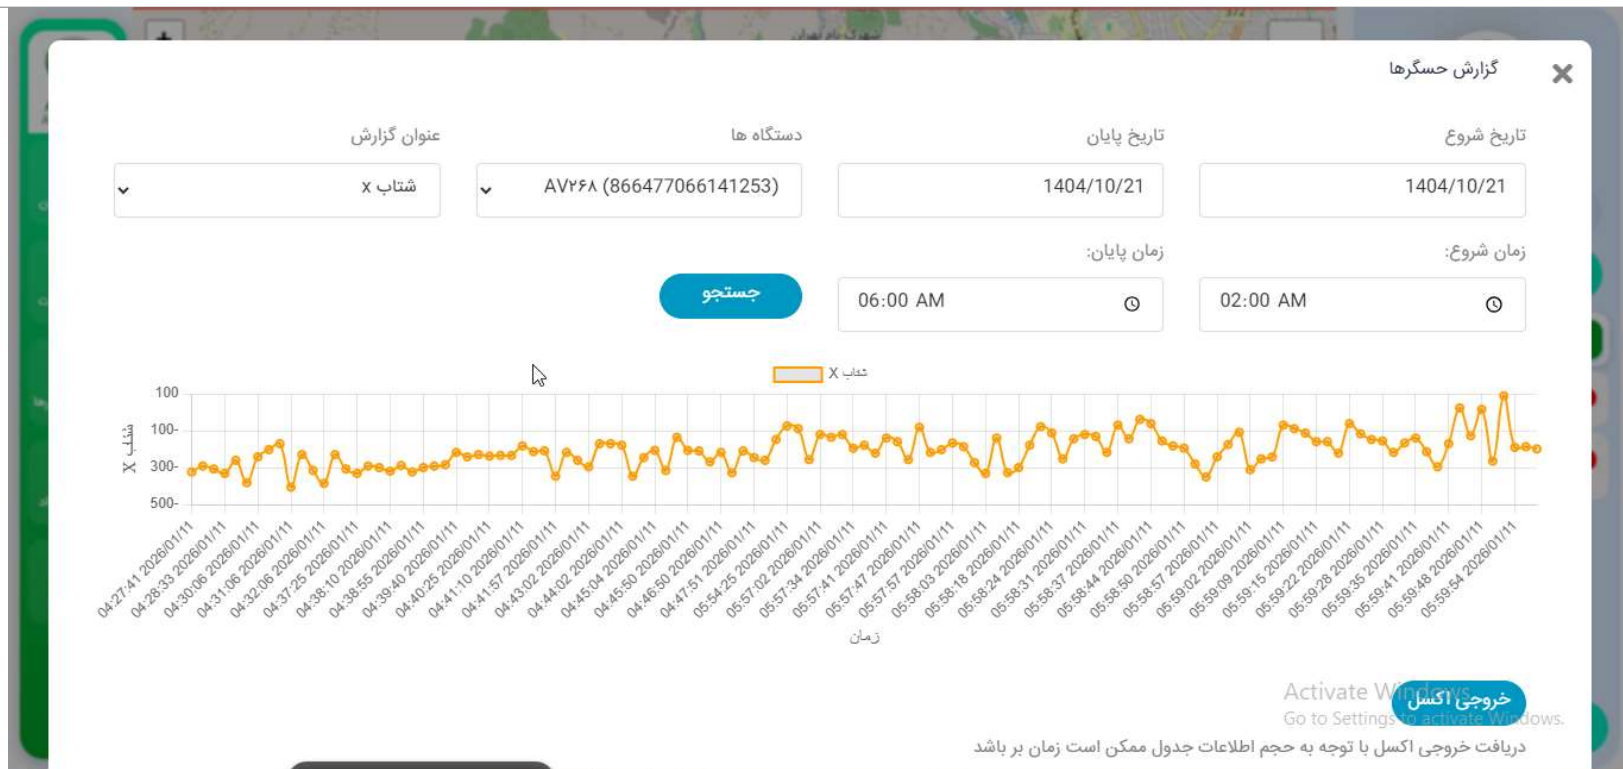 شهرک بام تهران
گزارش حسگرها
تاریخ شروع
تاریخ پایان
دستگاه ها
عنوان گزارش
1404/10/21
1404/10/21
AV۲۶۸ (866477066141253)
شتاب x
زمان شروع:
زمان پایان:
02:00 AM
06:00 AM
جستجو
شتاب X
100
100-
300-
500-
شتاب X
04:27:41 2026/01/11
04:28:33 2026/01/11
04:30:06 2026/01/11
04:31:06 2026/01/11
04:32:06 2026/01/11
04:37:25 2026/01/11
04:38:10 2026/01/11
04:38:55 2026/01/11
04:39:40 2026/01/11
04:40:25 2026/01/11
04:41:10 2026/01/11
04:41:57 2026/01/11
04:43:02 2026/01/11
04:44:02 2026/01/11
04:45:04 2026/01/11
04:45:50 2026/01/11
04:46:50 2026/01/11
04:47:51 2026/01/11
05:54:25 2026/01/11
05:57:02 2026/01/11
05:57:34 2026/01/11
05:57:41 2026/01/11
05:57:47 2026/01/11
05:57:57 2026/01/11
05:58:03 2026/01/11
05:58:18 2026/01/11
05:58:24 2026/01/11
05:58:31 2026/01/11
05:58:37 2026/01/11
05:58:44 2026/01/11
05:58:50 2026/01/11
05:58:57 2026/01/11
05:59:02 2026/01/11
05:59:09 2026/01/11
05:59:15 2026/01/11
05:59:22 2026/01/11
05:59:28 2026/01/11
05:59:35 2026/01/11
05:59:41 2026/01/11
05:59:48 2026/01/11
05:59:54 2026/01/11
زمان
خروجی اکسل
Activate Windows
Go to Settings to activate Windows.
دریافت خروجی اکسل با توجه به حجم اطلاعات جدول ممکن است زمان بر باشد